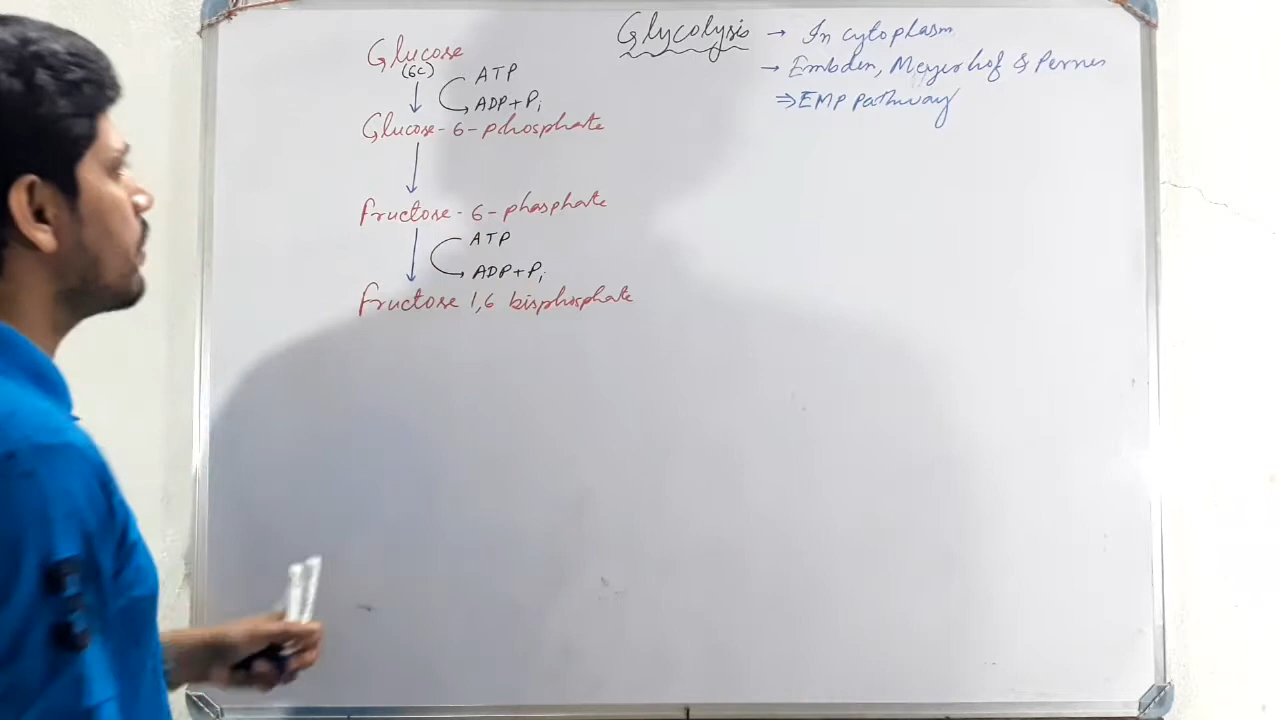 Glycolysis → In cytoplasm
→ Embden, Meyerhof & Pernus
⇒ EMP pathway
Glucose
(6C)
ATP
ADP + Pi
Glucose - 6 - phosphate
Fructose - 6 - phosphate
ATP
ADP + Pi
Fructose 1,6 bisphosphate